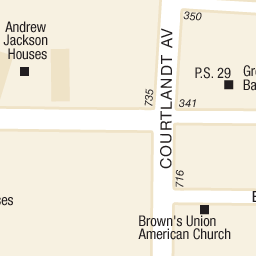 350
Andrew
Jackson
Houses
COURTLANDT AV
P.S. 29
735
341
716
Brown's Union
American Church